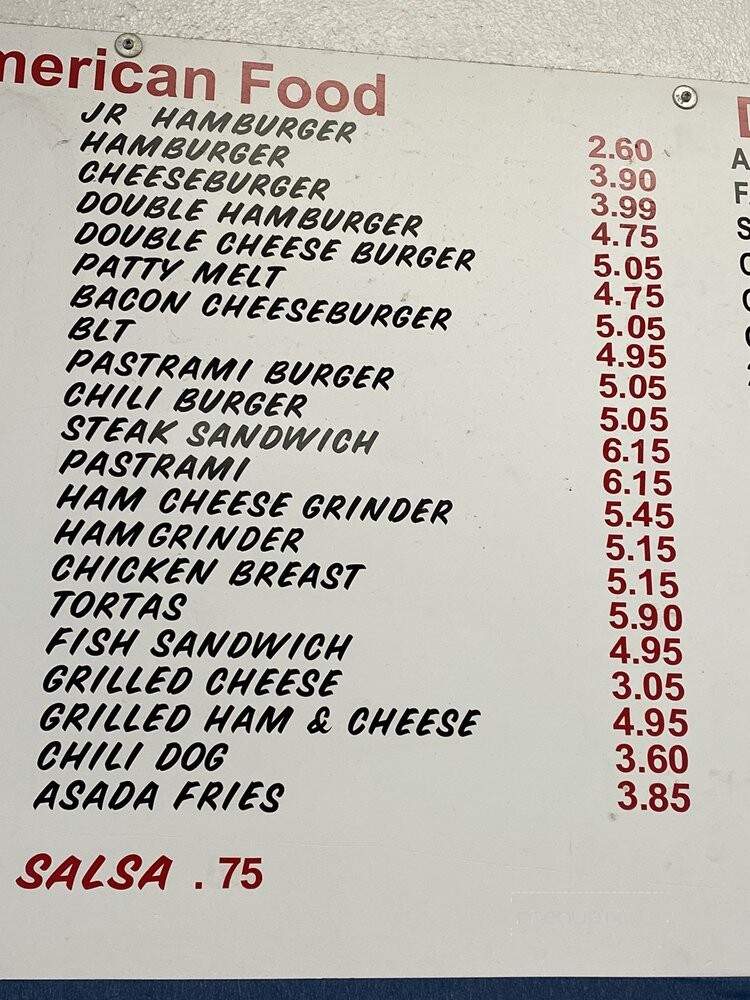 merican Food
JR HAMBURGER 2.60
HAMBURGER 3.90
CHEESEBURGER 3.99
DOUBLE HAMBURGER 4.75
DOUBLE CHEESE BURGER 5.05
PATTY MELT 4.75
BACON CHEESEBURGER 5.05
BLT 4.95
PASTRAMI BURGER 5.05
CHILI BURGER 5.05
STEAK SANDWICH 6.15
PASTRAMI 6.15
HAM CHEESE GRINDER 5.45
HAM GRINDER 5.15
CHICKEN BREAST 5.15
TORTAS 5.90
FISH SANDWICH 4.95
GRILLED CHEESE 3.05
GRILLED HAM & CHEESE 4.95
CHILI DOG 3.60
ASADA FRIES 3.85
SALSA .75